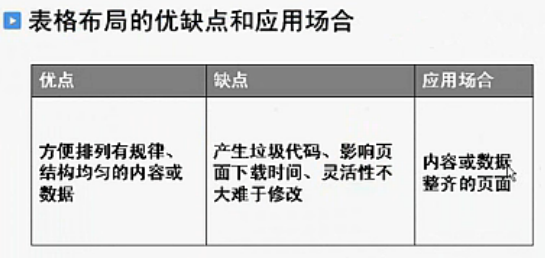 表格布局的优缺点和应用场合
优点
缺点
应用场合
方便排列有规律、
结构均匀的内容或
数据
产生垃圾代码、影响页
面下载时间、灵活性不
大难于修改
内容或数据
整齐的页面